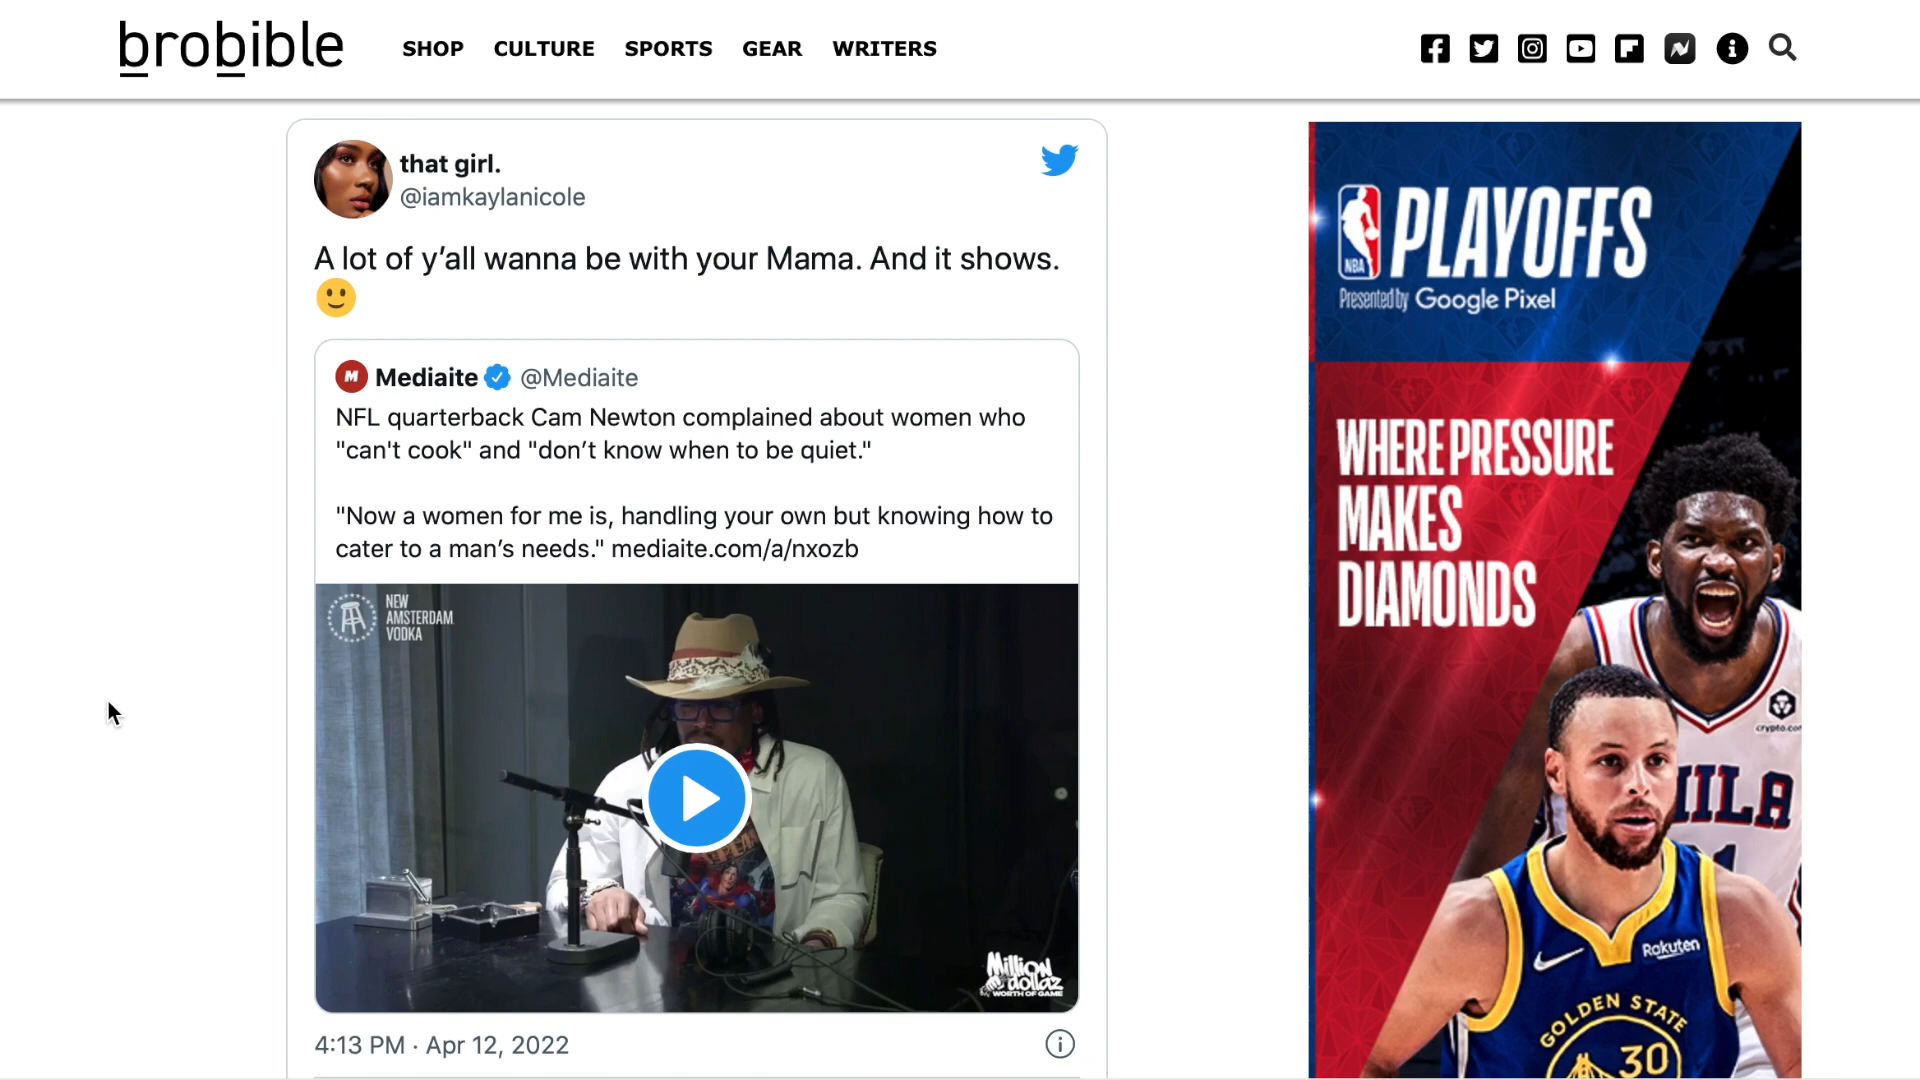 brobible
SHOP CULTURE SPORTS GEAR WRITERS
that girl.
@iamkaylanicole
A lot of y’all wanna be with your Mama. And it shows.
Mediaite @Mediaite
NFL quarterback Cam Newton complained about women who
"can't cook" and "don’t know when to be quiet."
"Now a women for me is, handling your own but knowing how to
cater to a man’s needs." mediaite.com/a/nxozb
NEW
AMSTERDAM
VODKA
Million
dollaz
WORTH OF GAME
4:13 PM · Apr 12, 2022
NBA
PLAYOFFS
Presented by Google Pixel
WHERE PRESSURE
MAKES
DIAMONDS
crypto.com
HILA
Rakuten
GOLDEN STATE
30